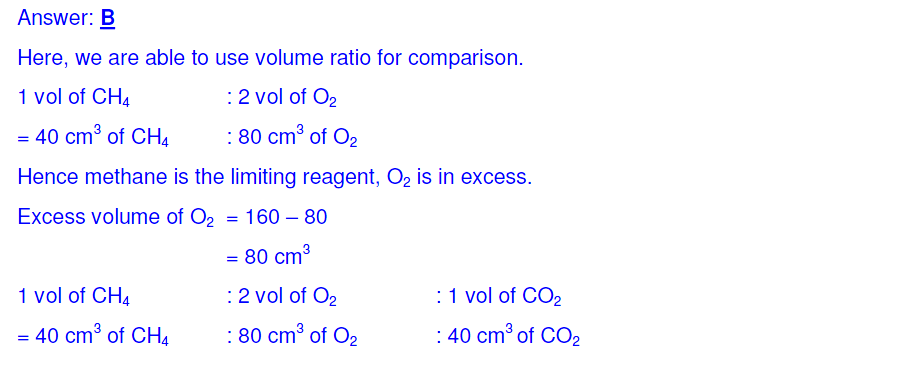 Answer: B
Here, we are able to use volume ratio for comparison.
1 vol of CH₄ : 2 vol of O₂
= 40 cm³ of CH₄ : 80 cm³ of O₂
Hence methane is the limiting reagent, O₂ is in excess.
Excess volume of O₂ = 160 – 80
= 80 cm³
1 vol of CH₄ : 2 vol of O₂ : 1 vol of CO₂
= 40 cm³ of CH₄ : 80 cm³ of O₂ : 40 cm³ of CO₂